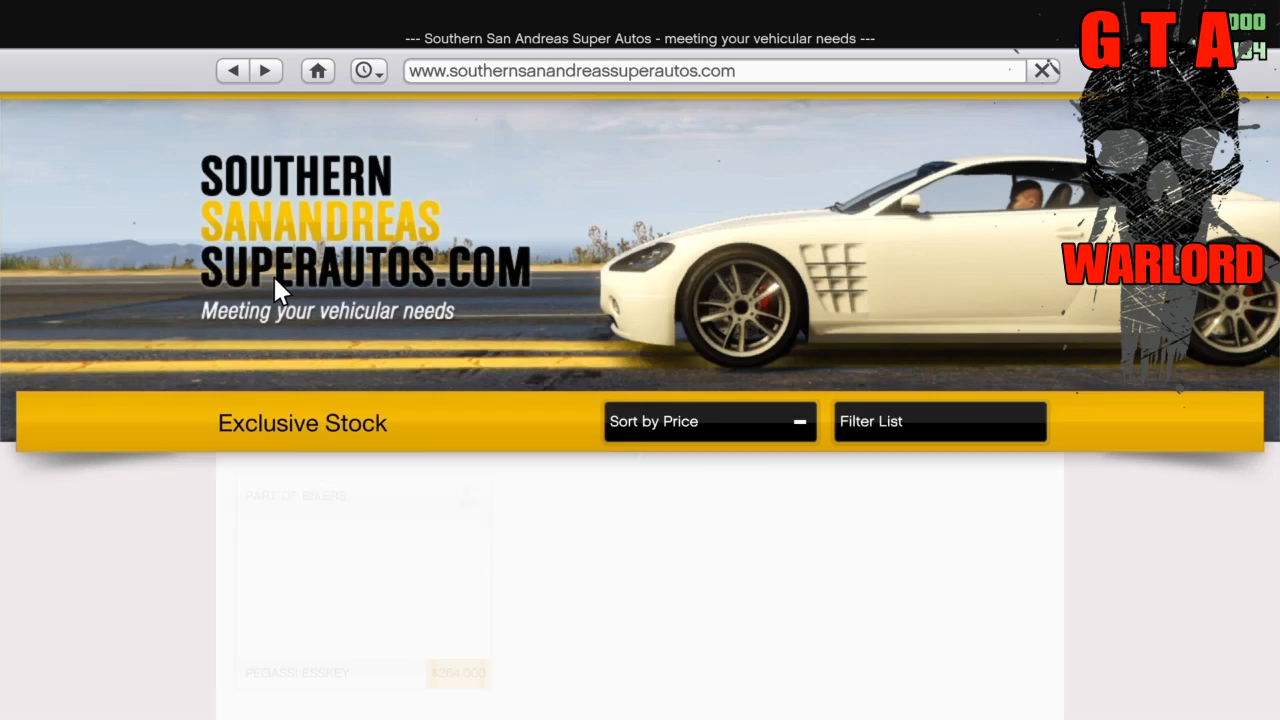 --- Southern San Andreas Super Autos - meeting your vehicular needs ---
www.southernsanandreassuperautos.com
GTA
WARLORD
SOUTHERN
SANANDREAS
SUPERAUTOS.COM
Meeting your vehicular needs
Exclusive Stock
Sort by Price
Filter List
PART OF BIKERS
PEGASSI ESSKEY
$264,000